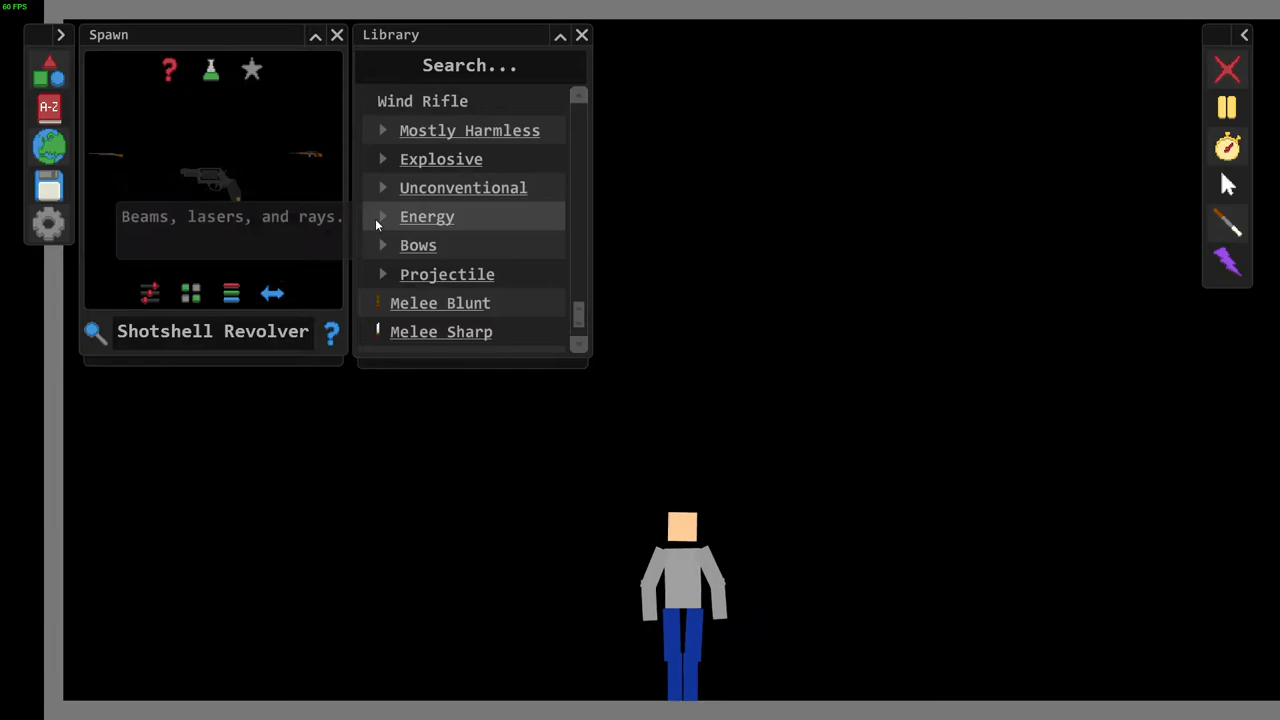 60 FPS
Spawn
Library
Search...
A-Z
Wind Rifle
Mostly Harmless
Explosive
Unconventional
Beams, lasers, and rays.
Energy
Bows
Projectile
Melee Blunt
Shotshell Revolver
Melee Sharp